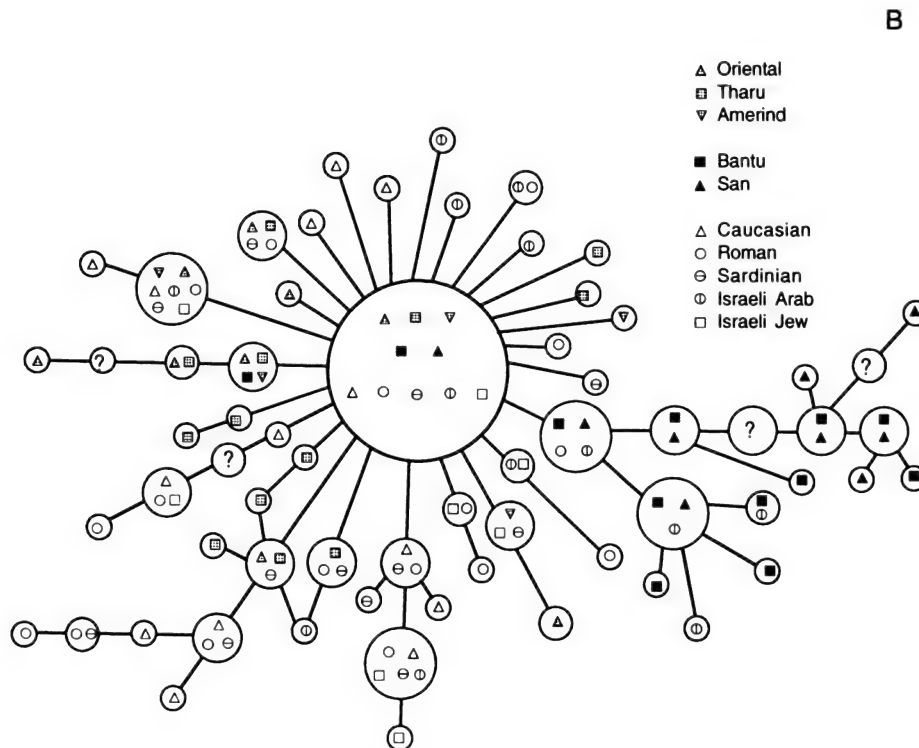 B
Oriental
Tharu
Amerind
Bantu
San
Caucasian
Roman
Sardinian
Israeli Arab
Israeli Jew
?
?
?
?